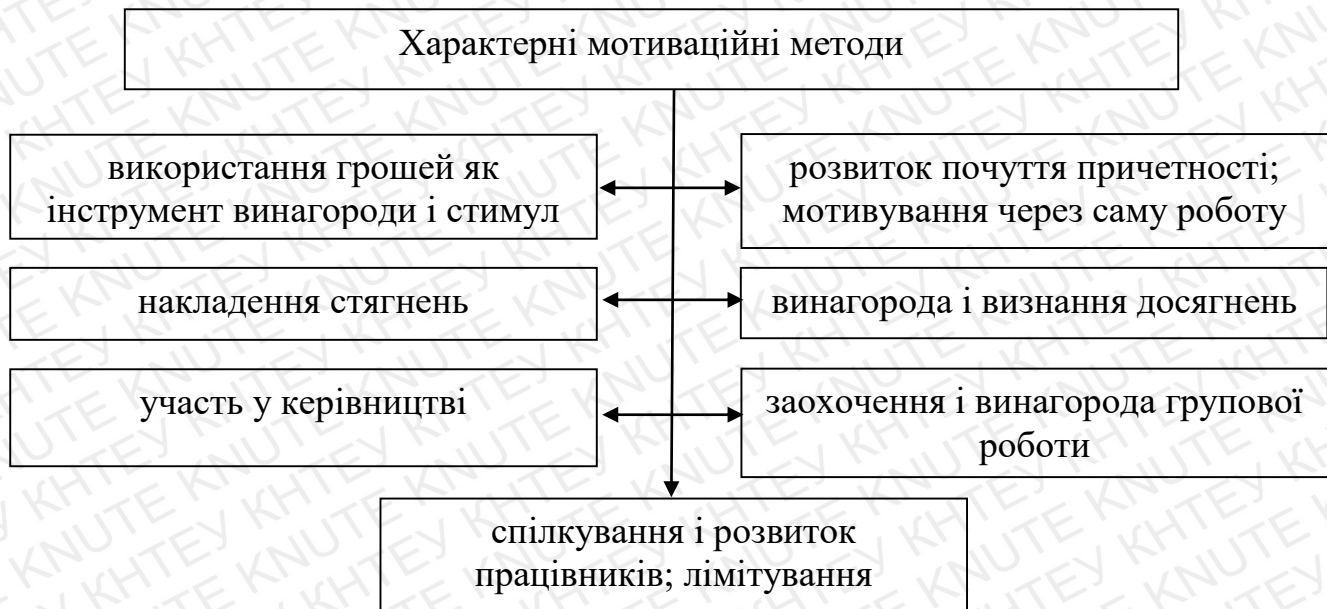 Характерні мотиваційні методи
використання грошей як
інструмент винагороди і стимул
розвиток почуття причетності;
мотивування через саму роботу
накладення стягнень
винагорода і визнання досягнень
участь у керівництві
заохочення і винагорода групової
роботи
спілкування і розвиток
працівників; лімітування